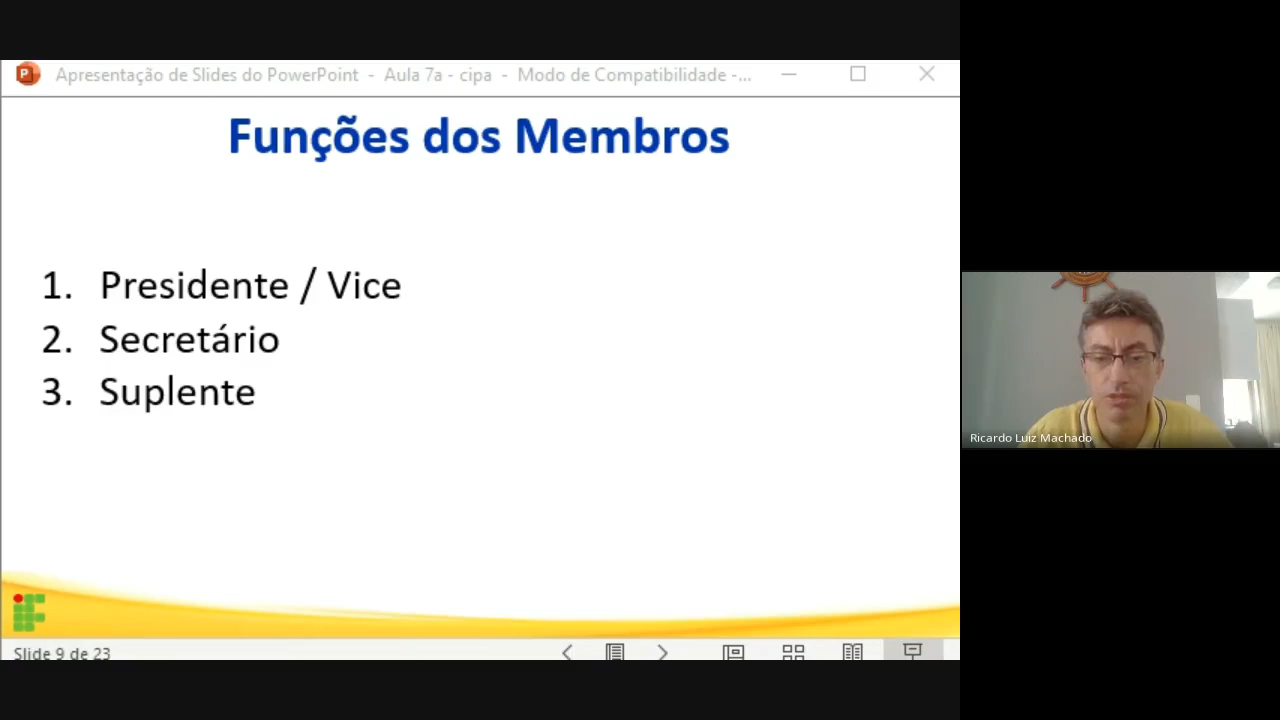 Apresentação de Slides do PowerPoint - Aula 7a - cipa - Modo de Compatibilidade -...
Funções dos Membros
1. Presidente / Vice
2. Secretário
3. Suplente
Slide 9 de 23
Ricardo Luiz Machado